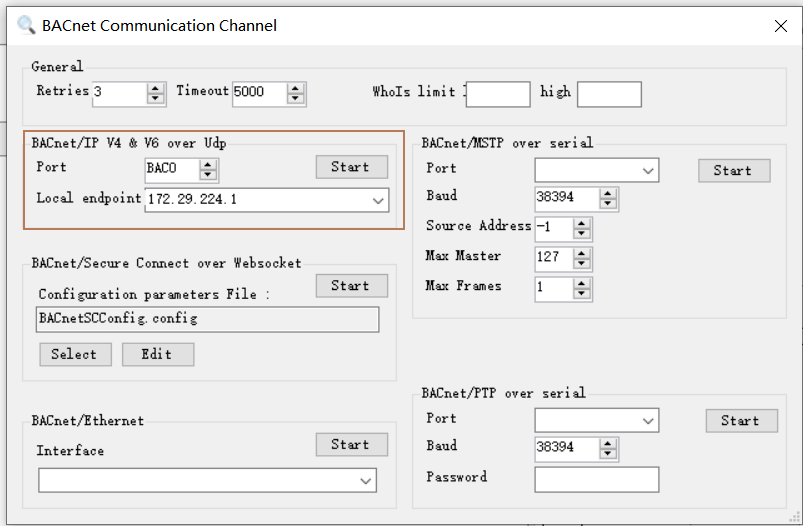 BACnet Communication Channel
General
Retries 3 Timeout 5000 WhoIs limit high
BACnet/IP V4 & V6 over Udp
Port BAC0 Start
Local endpoint 172.29.224.1
BACnet/Secure Connect over Websocket
Start
Configuration parameters File :
BACnetSCConfig.config
Select Edit
BACnet/Ethernet
Interface Start
BACnet/MSTP over serial
Port Start
Baud 38394
Source Address -1
Max Master 127
Max Frames 1
BACnet/PTP over serial
Port Start
Baud 38394
Password